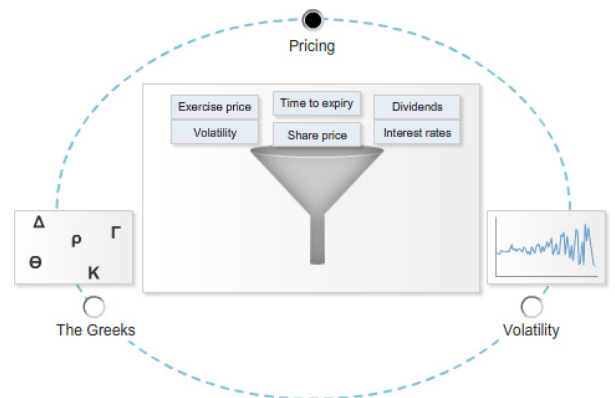 Pricing
Exercise price
Time to expiry
Dividends
Volatility
Share price
Interest rates
Δ
ρ
Γ
Θ
Κ
The Greeks
Volatility